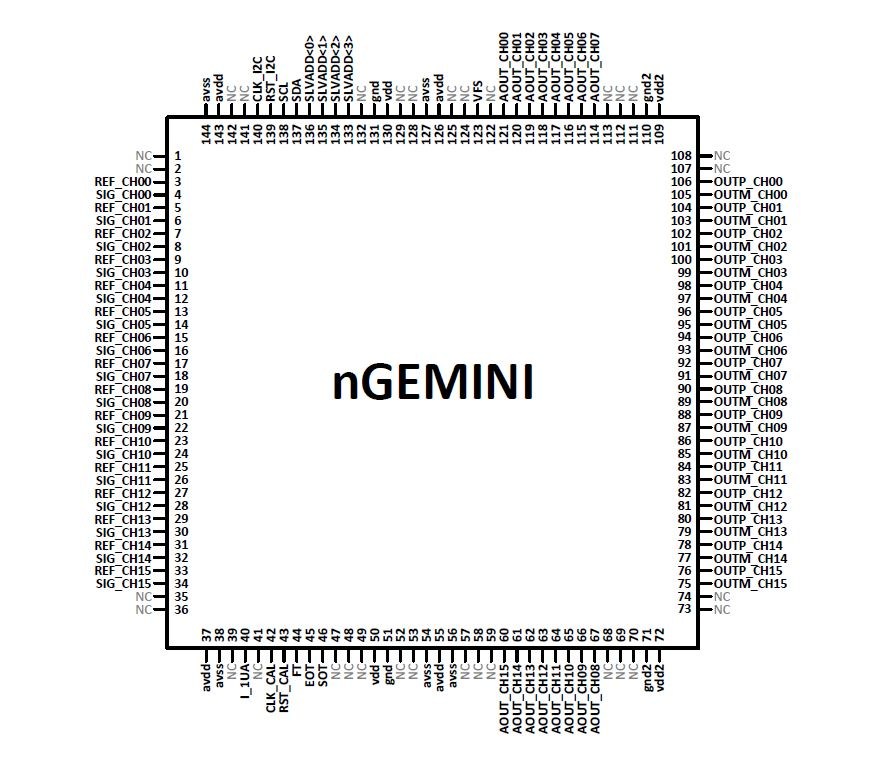 avss 144
avdd 143
NC 142
NC 141
CLK_I2C 140
RST_I2C 139
SCL 138
SDA 137
SLVADD<0> 136
SLVADD<1> 135
SLVADD<2> 134
SLVADD<3> 133
NC 132
gnd 131
vdd 130
NC 129
NC 128
avss 127
avdd 126
NC 125
NC 124
VFS 123
NC 122
AOUT_CH00 121
AOUT_CH01 120
AOUT_CH02 119
AOUT_CH03 118
AOUT_CH04 117
AOUT_CH05 116
AOUT_CH06 115
AOUT_CH07 114
NC 113
NC 112
NC 111
gnd2 110
vdd2 109
NC 1
NC 2
REF_CH00 3
SIG_CH00 4
REF_CH01 5
SIG_CH01 6
REF_CH02 7
SIG_CH02 8
REF_CH03 9
SIG_CH03 10
REF_CH04 11
SIG_CH04 12
REF_CH05 13
SIG_CH05 14
REF_CH06 15
SIG_CH06 16
REF_CH07 17
SIG_CH07 18
REF_CH08 19
SIG_CH08 20
REF_CH09 21
SIG_CH09 22
REF_CH10 23
SIG_CH10 24
REF_CH11 25
SIG_CH11 26
REF_CH12 27
SIG_CH12 28
REF_CH13 29
SIG_CH13 30
REF_CH14 31
SIG_CH14 32
REF_CH15 33
SIG_CH15 34
NC 35
NC 36
nGEMINI
108 NC
107 NC
106 OUTP_CH00
105 OUTM_CH00
104 OUTP_CH01
103 OUTM_CH01
102 OUTP_CH02
101 OUTM_CH02
100 OUTP_CH03
99 OUTM_CH03
98 OUTP_CH04
97 OUTM_CH04
96 OUTP_CH05
95 OUTM_CH05
94 OUTP_CH06
93 OUTM_CH06
92 OUTP_CH07
91 OUTM_CH07
90 OUTP_CH08
89 OUTM_CH08
88 OUTP_CH09
87 OUTM_CH09
86 OUTP_CH10
85 OUTM_CH10
84 OUTP_CH11
83 OUTM_CH11
82 OUTP_CH12
81 OUTM_CH12
80 OUTP_CH13
79 OUTM_CH13
78 OUTP_CH14
77 OUTM_CH14
76 OUTP_CH15
75 OUTM_CH15
74 NC
73 NC
37 avdd
38 avss
39 NC
40 I_1UA
41 NC
42 CLK_CAL
43 RST_CAL
44 FT
45 EOT
46 SOT
47 NC
48 NC
49 NC
50 vdd
51 gnd
52 NC
53 NC
54 avss
55 avdd
56 avss
57 NC
58 NC
59 NC
60 AOUT_CH15
61 AOUT_CH14
62 AOUT_CH13
63 AOUT_CH12
64 AOUT_CH11
65 AOUT_CH10
66 AOUT_CH09
67 AOUT_CH08
68 NC
69 NC
70 NC
71 gnd2
72 vdd2